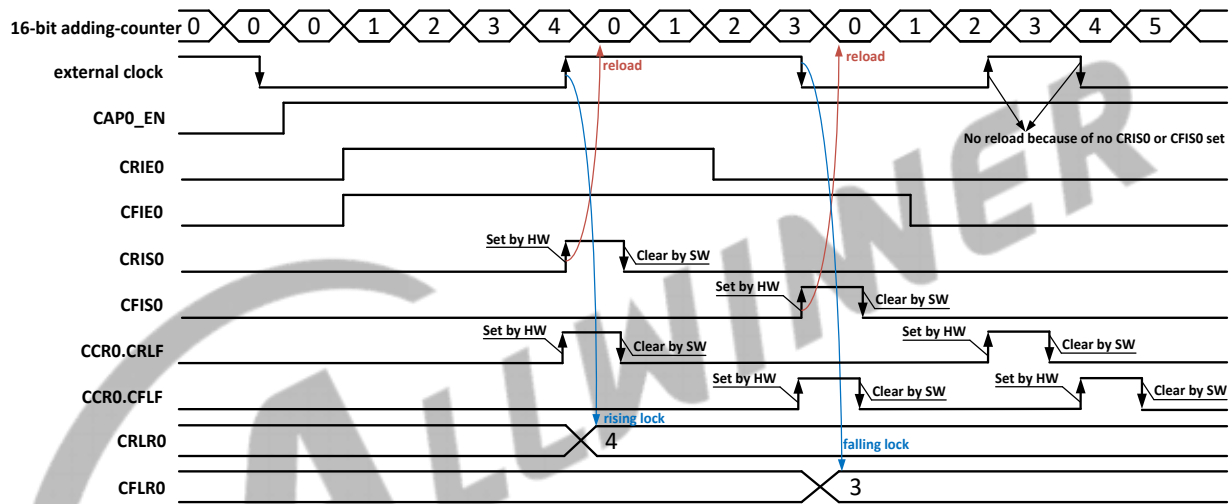 16-bit adding-counter 0 0 0 1 2 3 4 0 1 2 3 0 1 2 3 4 5
external clock
reload
reload
CAP0_EN
No reload because of no CRIS0 or CFIS0 set
CRIE0
CFIE0
CRIS0
Set by HW
Clear by SW
CFIS0
Set by HW
Clear by SW
CCR0.CRLF
Set by HW
Clear by SW
Set by HW
Clear by SW
CCR0.CFLF
Set by HW
Clear by SW
Set by HW
Clear by SW
CRLR0
rising lock
4
falling lock
CFLR0
3
ALLWINNER